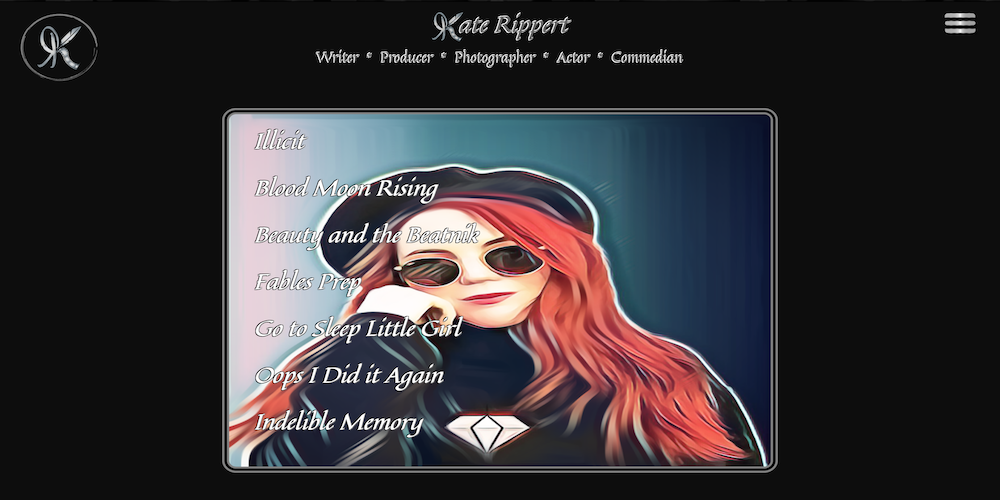 Kate Rippert
Writer © Producer © Photographer © Actor © Commedian
Illicit
Blood Moon Rising
Beauty and the Beatnik
Fables Prep
Go to Sleep Little Girl
Oops I Did it Again
Indelible Memory